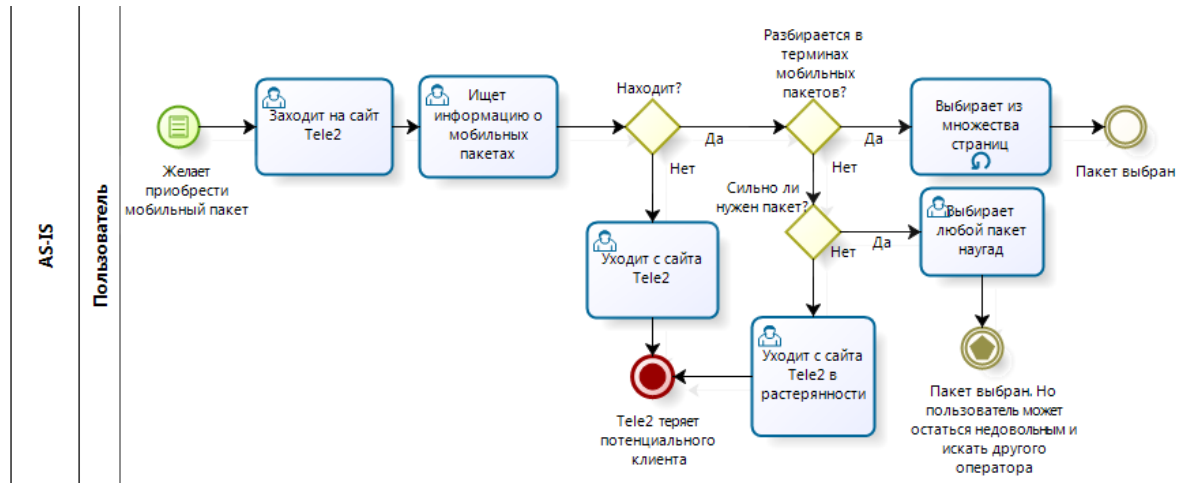 AS-IS
Пользователь
Желает
приобрести
мобильный пакет
Заходит на сайт
Tele2
Ищет
информацию о
мобильных
пакетах
Находит?
Да
Нет
Разбирается в
терминах
мобильных
пакетов?
Да
Нет
Выбирает из
множества
страниц
Пакет выбран
Сильно ли
нужен пакет?
Да
Нет
Выбирает
любой пакет
наугад
Уходит с сайта
Tele2
Уходит с сайта
Tele2 в
растерянности
Tele2 теряет
потенциального
клиента
Пакет выбран. Но
пользователь может
остаться недовольным и
искать другого
оператора